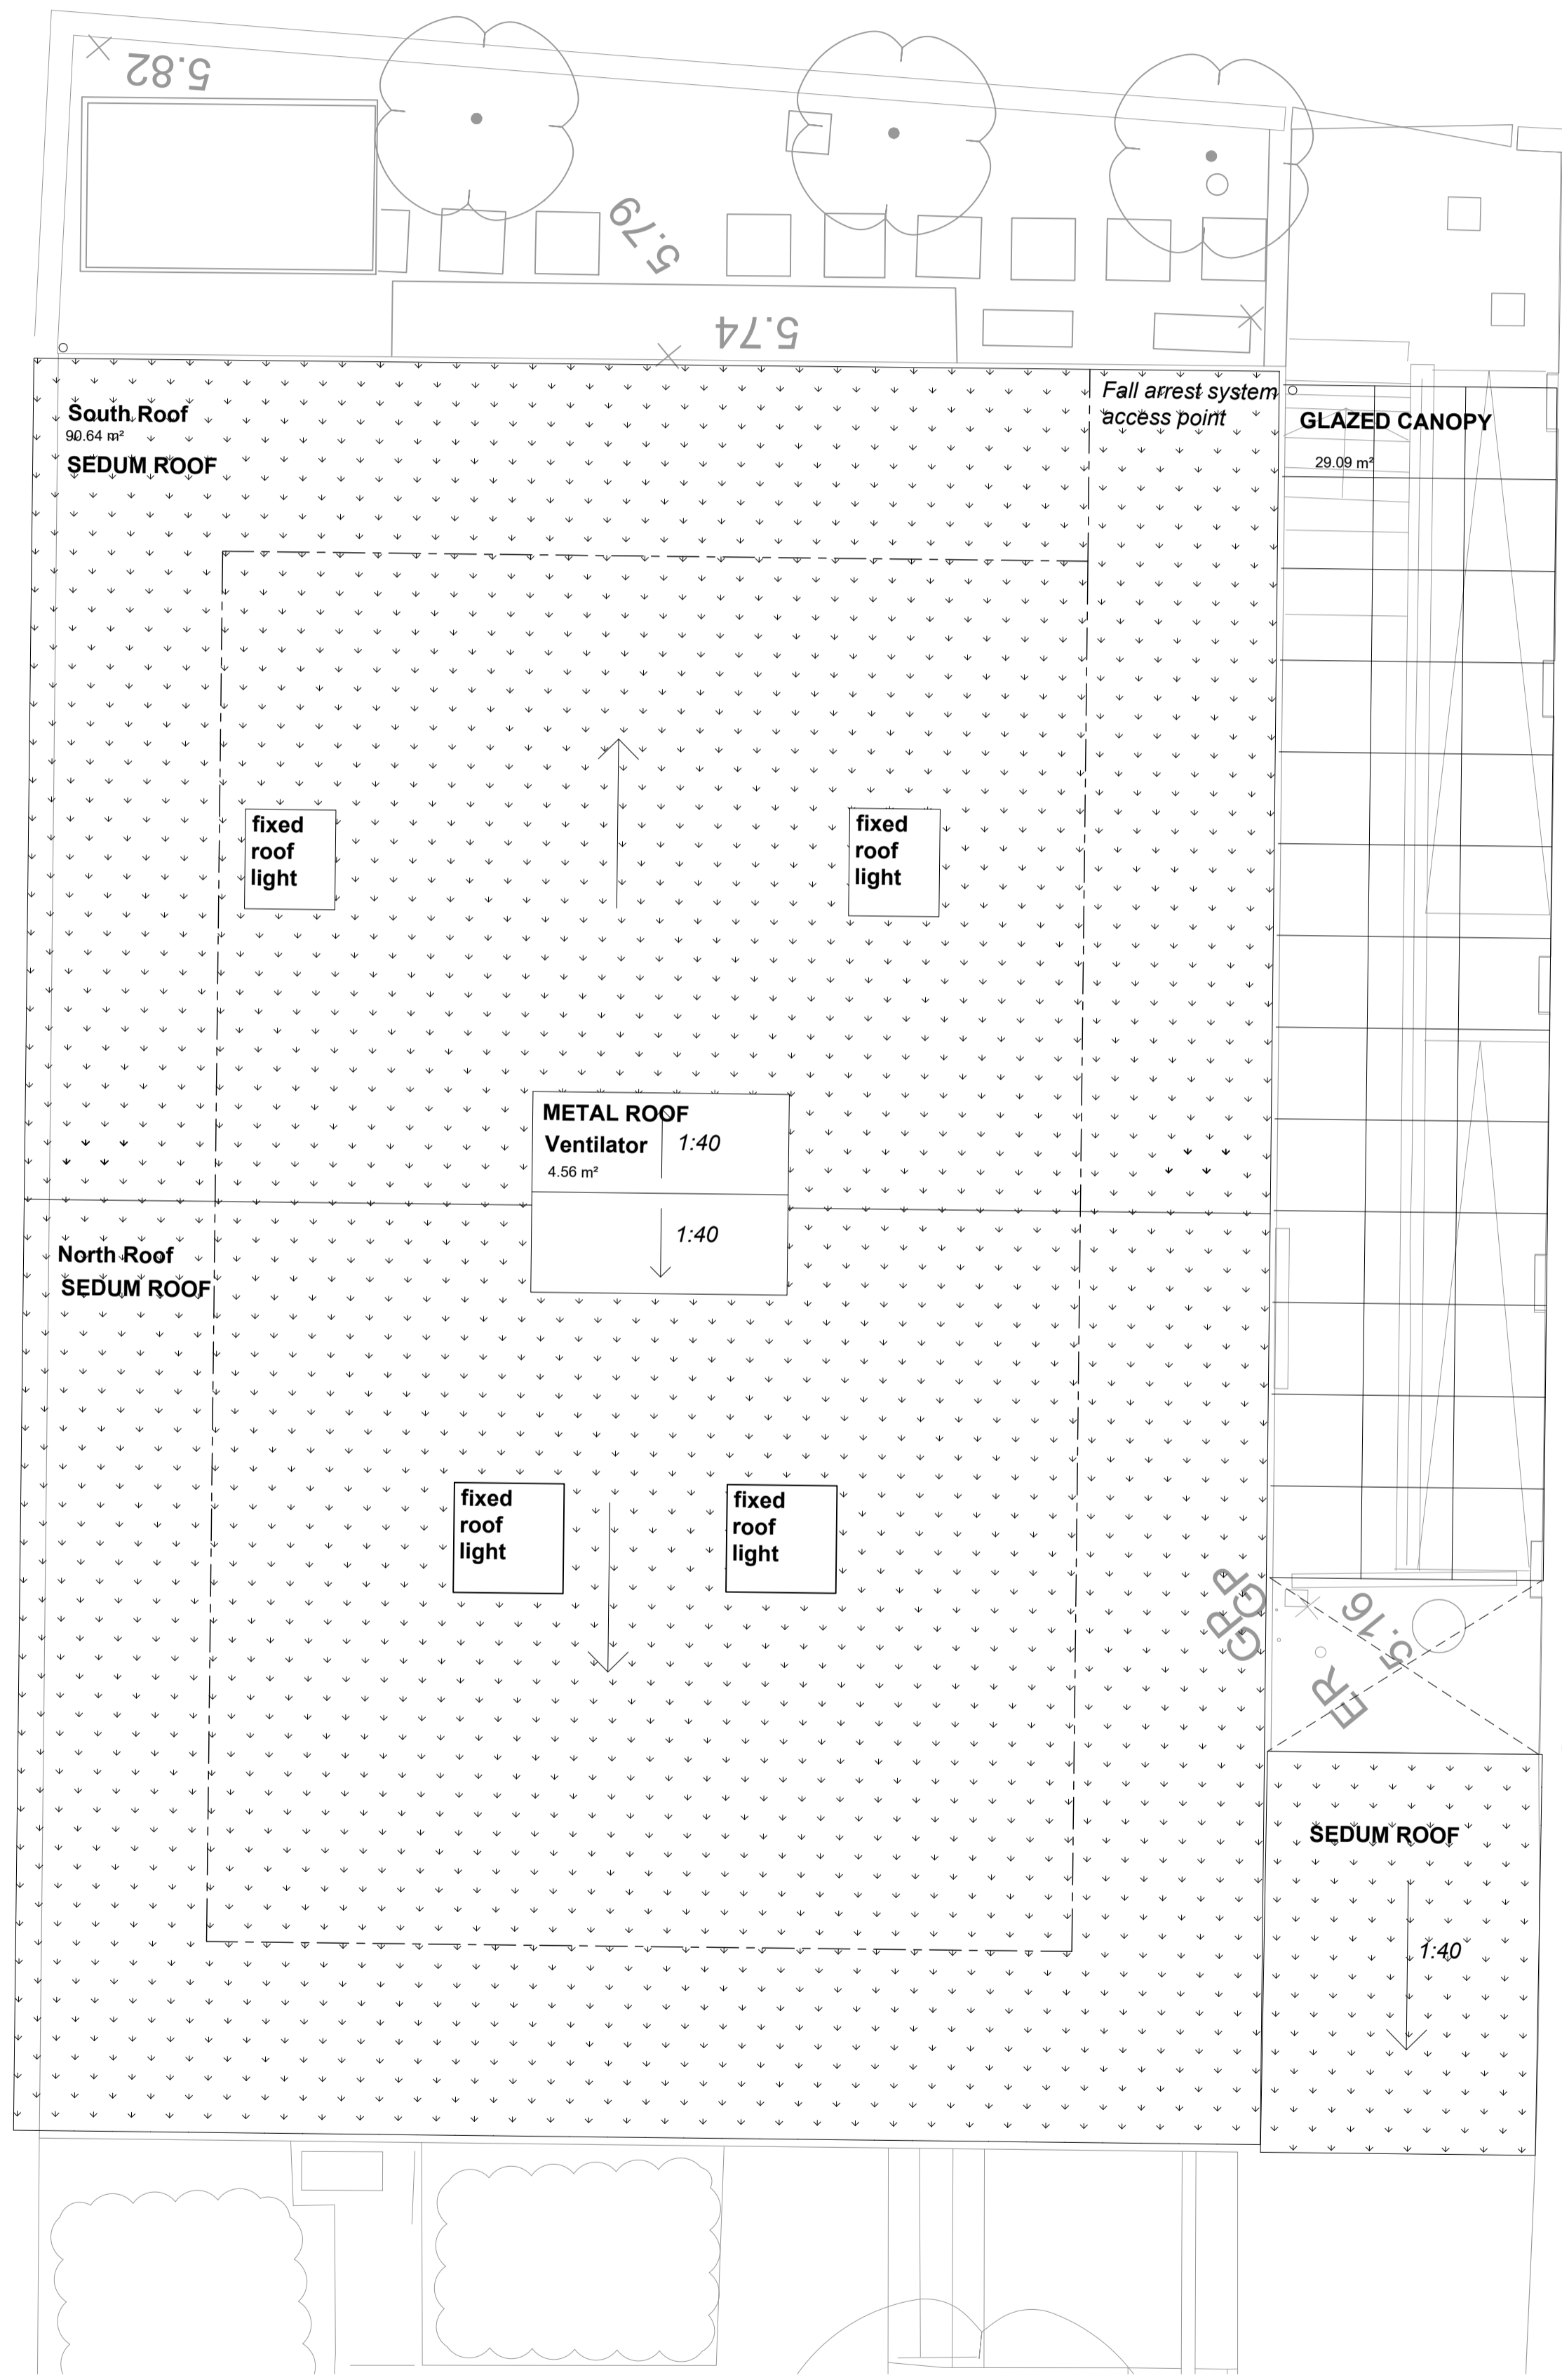 5.82
5.79
5.74
South Roof
90.64 m²
SEDUM ROOF
Fall arrest system
access point
GLAZED CANOPY
29.09 m²
fixed
roof
light
fixed
roof
light
METAL ROOF
Ventilator
1:40
4.56 m²
1:40
North Roof
SEDUM ROOF
fixed
roof
light
fixed
roof
light
GP
GR
5.16
ER
SEDUM ROOF
1:40